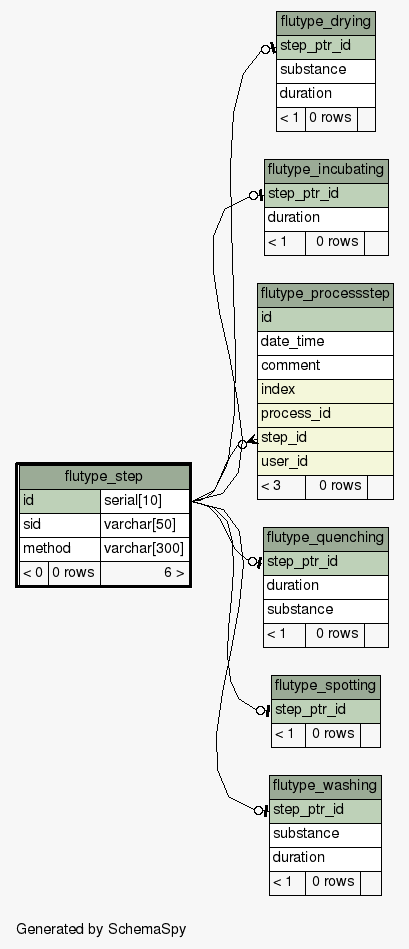 flutype_drying
step_ptr_id
substance
duration
< 1 0 rows
flutype_incubating
step_ptr_id
duration
< 1 0 rows
flutype_processstep
id
date_time
comment
index
process_id
step_id
user_id
< 3 0 rows
flutype_step
id serial[10]
sid varchar[50]
method varchar[300]
< 0 0 rows 6 >
flutype_quenching
step_ptr_id
duration
substance
< 1 0 rows
flutype_spotting
step_ptr_id
< 1 0 rows
flutype_washing
step_ptr_id
substance
duration
< 1 0 rows
Generated by SchemaSpy